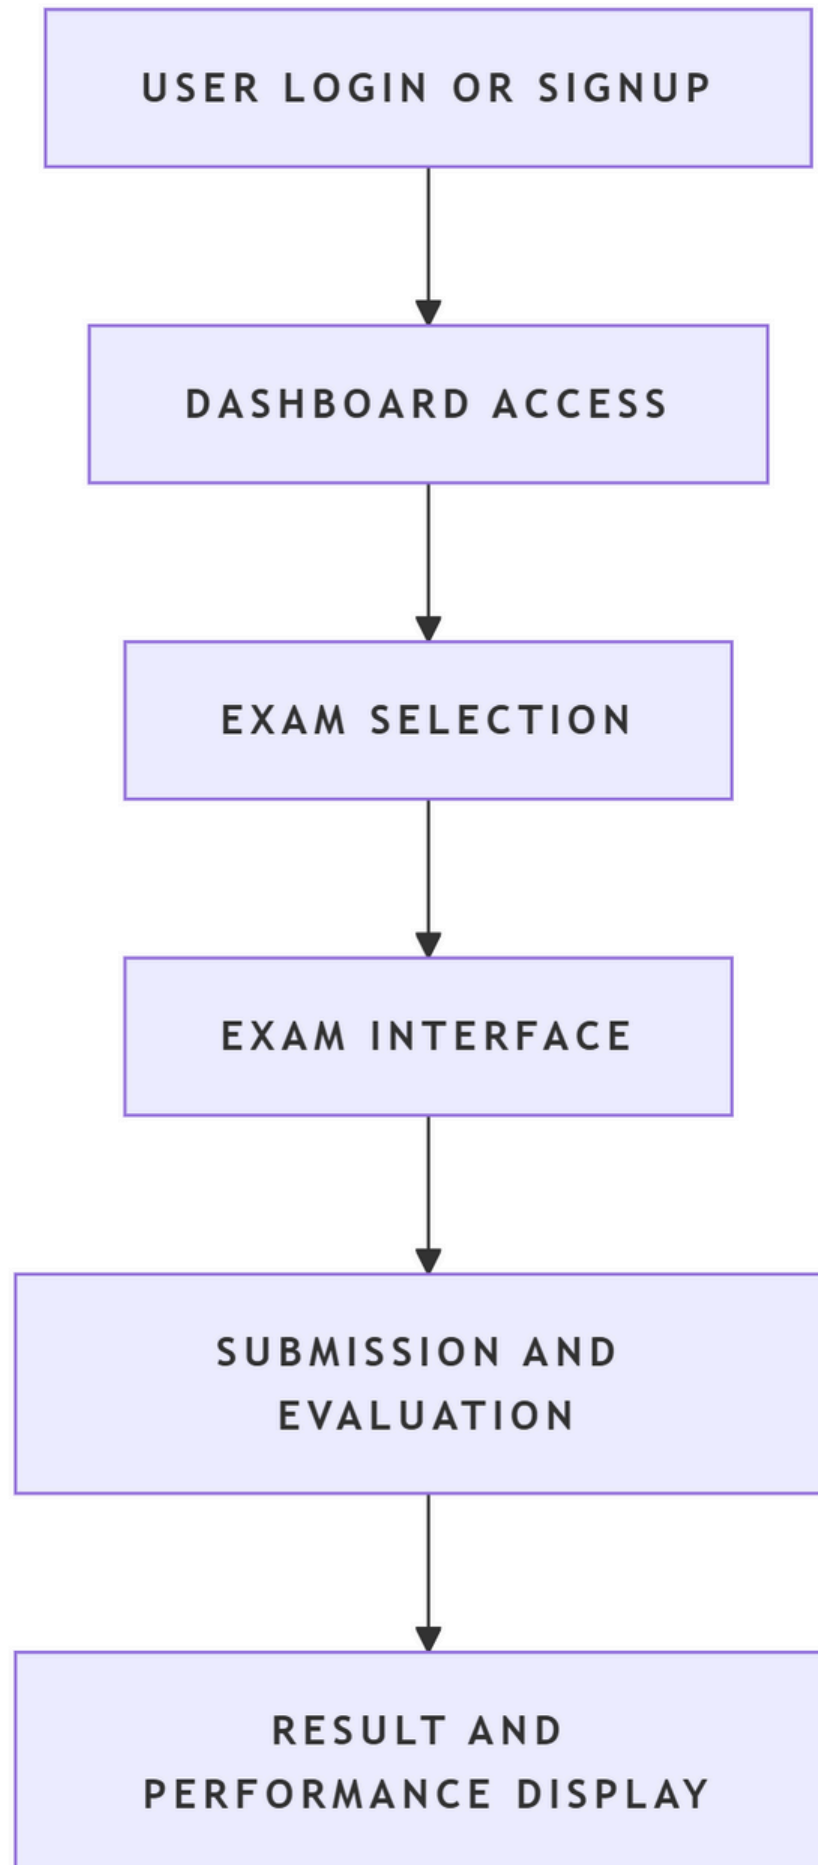 USER LOGIN OR SIGNUP
DASHBOARD ACCESS
EXAM SELECTION
EXAM INTERFACE
SUBMISSION AND
EVALUATION
RESULT AND
PERFORMANCE DISPLAY